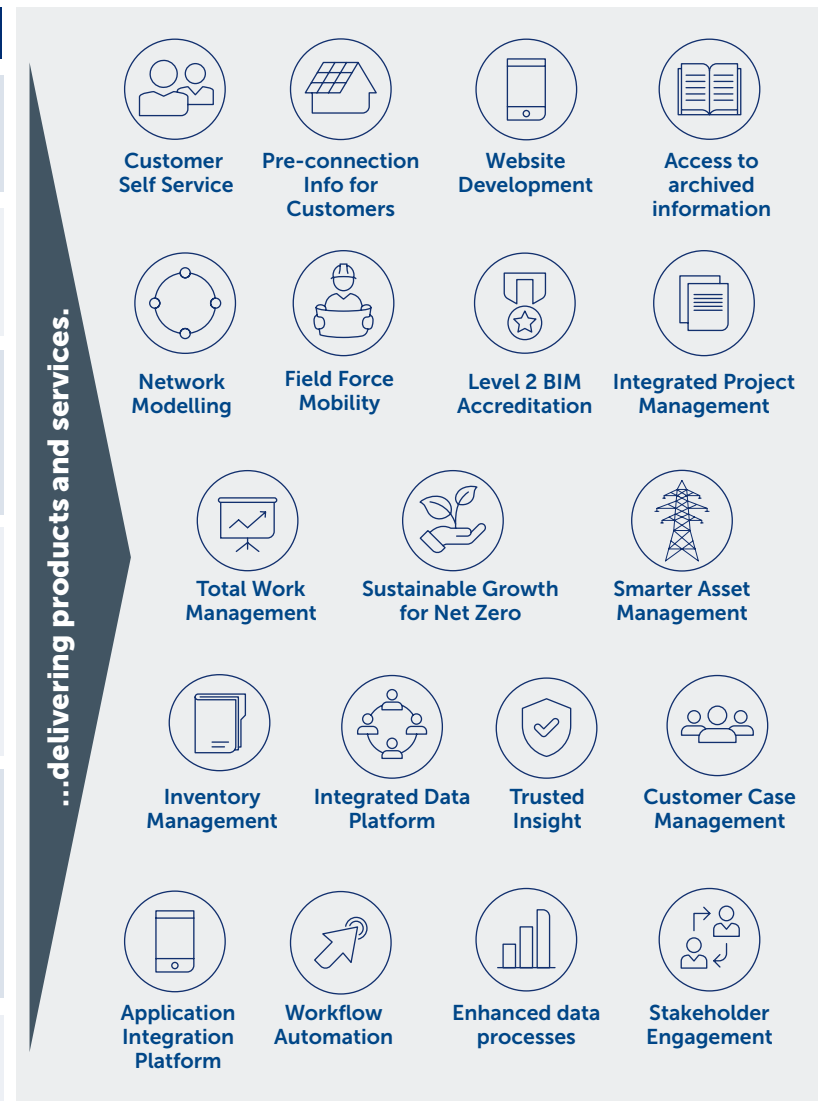 ...delivering products and services.
Customer
Self Service
Pre-connection
Info for
Customers
Website
Development
Access to
archived
information
Network
Modelling
Field Force
Mobility
Level 2 BIM
Accreditation
Integrated Project
Management
Total Work
Management
Sustainable Growth
for Net Zero
Smarter Asset
Management
Inventory
Management
Integrated Data
Platform
Trusted
Insight
Customer Case
Management
Application
Integration
Platform
Workflow
Automation
Enhanced data
processes
Stakeholder
Engagement